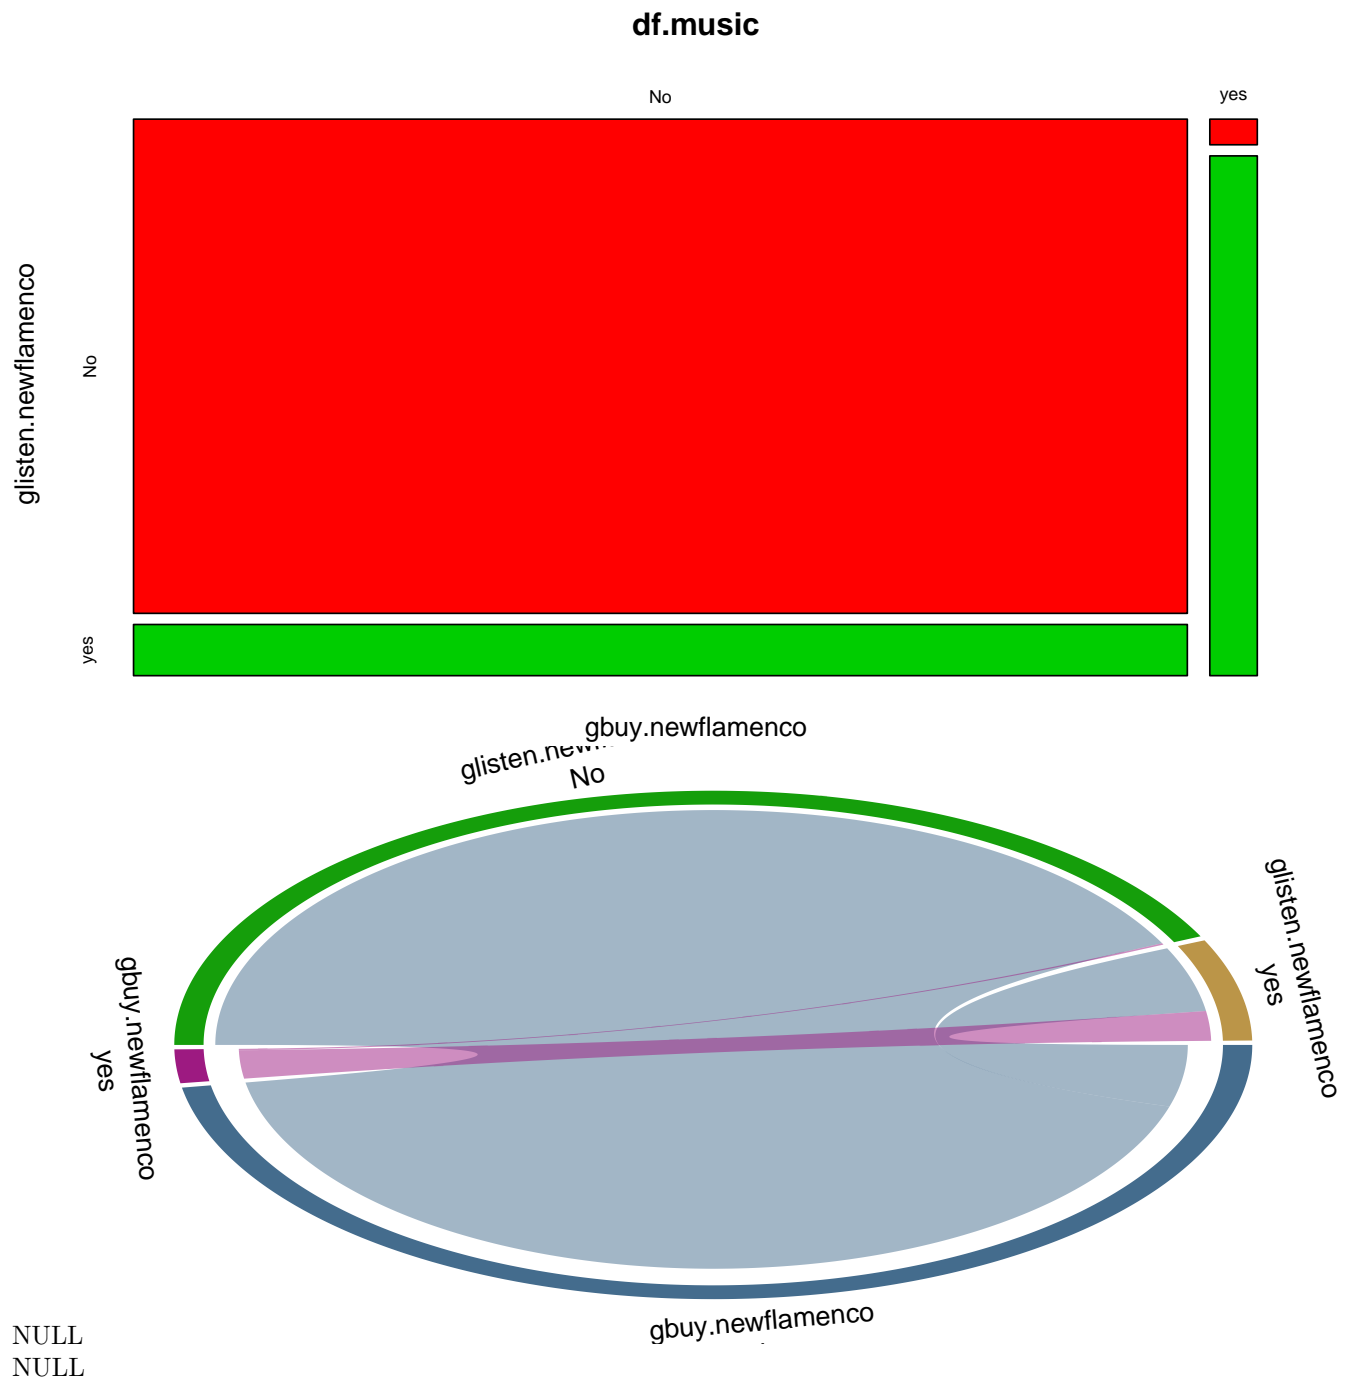 df.music
No
yes
glisten.newflamenco
No
yes
gbuy.newflamenco
No
glisten.newflamenco
yes
gbuy.newflamenco
yes
gbuy.newflamenco
NULL
NULL